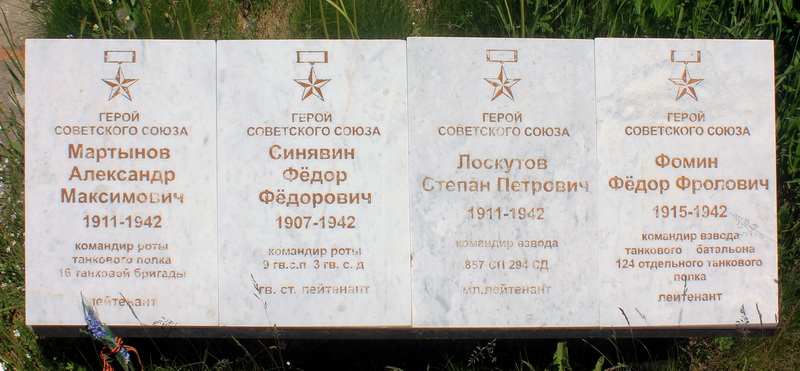 ГЕРОЙ
СОВЕТСКОГО СОЮЗА
Мартынов
Александр
Максимович
1911-1942
командир роты
танкового полка
16 танковой бригады
лейтенант
ГЕРОЙ
СОВЕТСКОГО СОЮЗА
Синявин
Фёдор
Фёдорович
1907-1942
командир роты
9 гв.с.п. 3 гв. с. д
гв. ст. лейтенант
ГЕРОЙ
СОВЕТСКОГО СОЮЗА
Лоскутов
Степан Петрович
1911-1942
командир взвода
857 СП 294 СД
мл.лейтенант
ГЕРОЙ
СОВЕТСКОГО СОЮЗА
Фомин
Фёдор Фролович
1915-1942
командир взвода
танкового батальона
124 отдельного танкового
полка
лейтенант